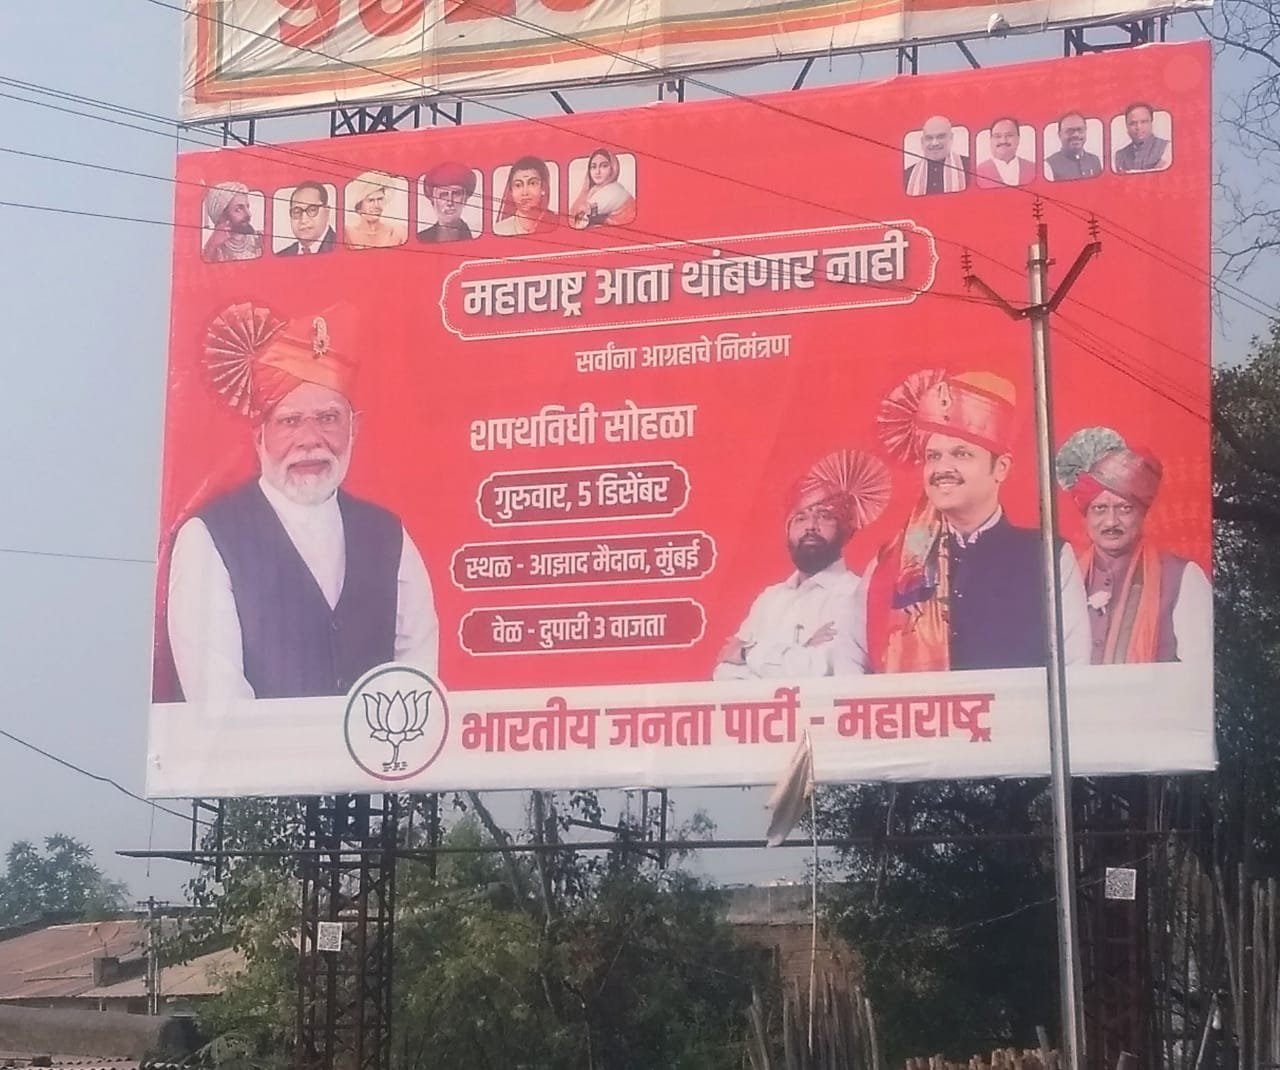 महाराष्ट्र आता थांबणार नाही
सर्वांना आग्रहाचे निमंत्रण
शपथविधी सोहळा
गुरुवार, 5 डिसेंबर
स्थळ - आझाद मैदान, मुंबई
वेळ - दुपारी 3 वाजता
भारतीय जनता पार्टी - महाराष्ट्र